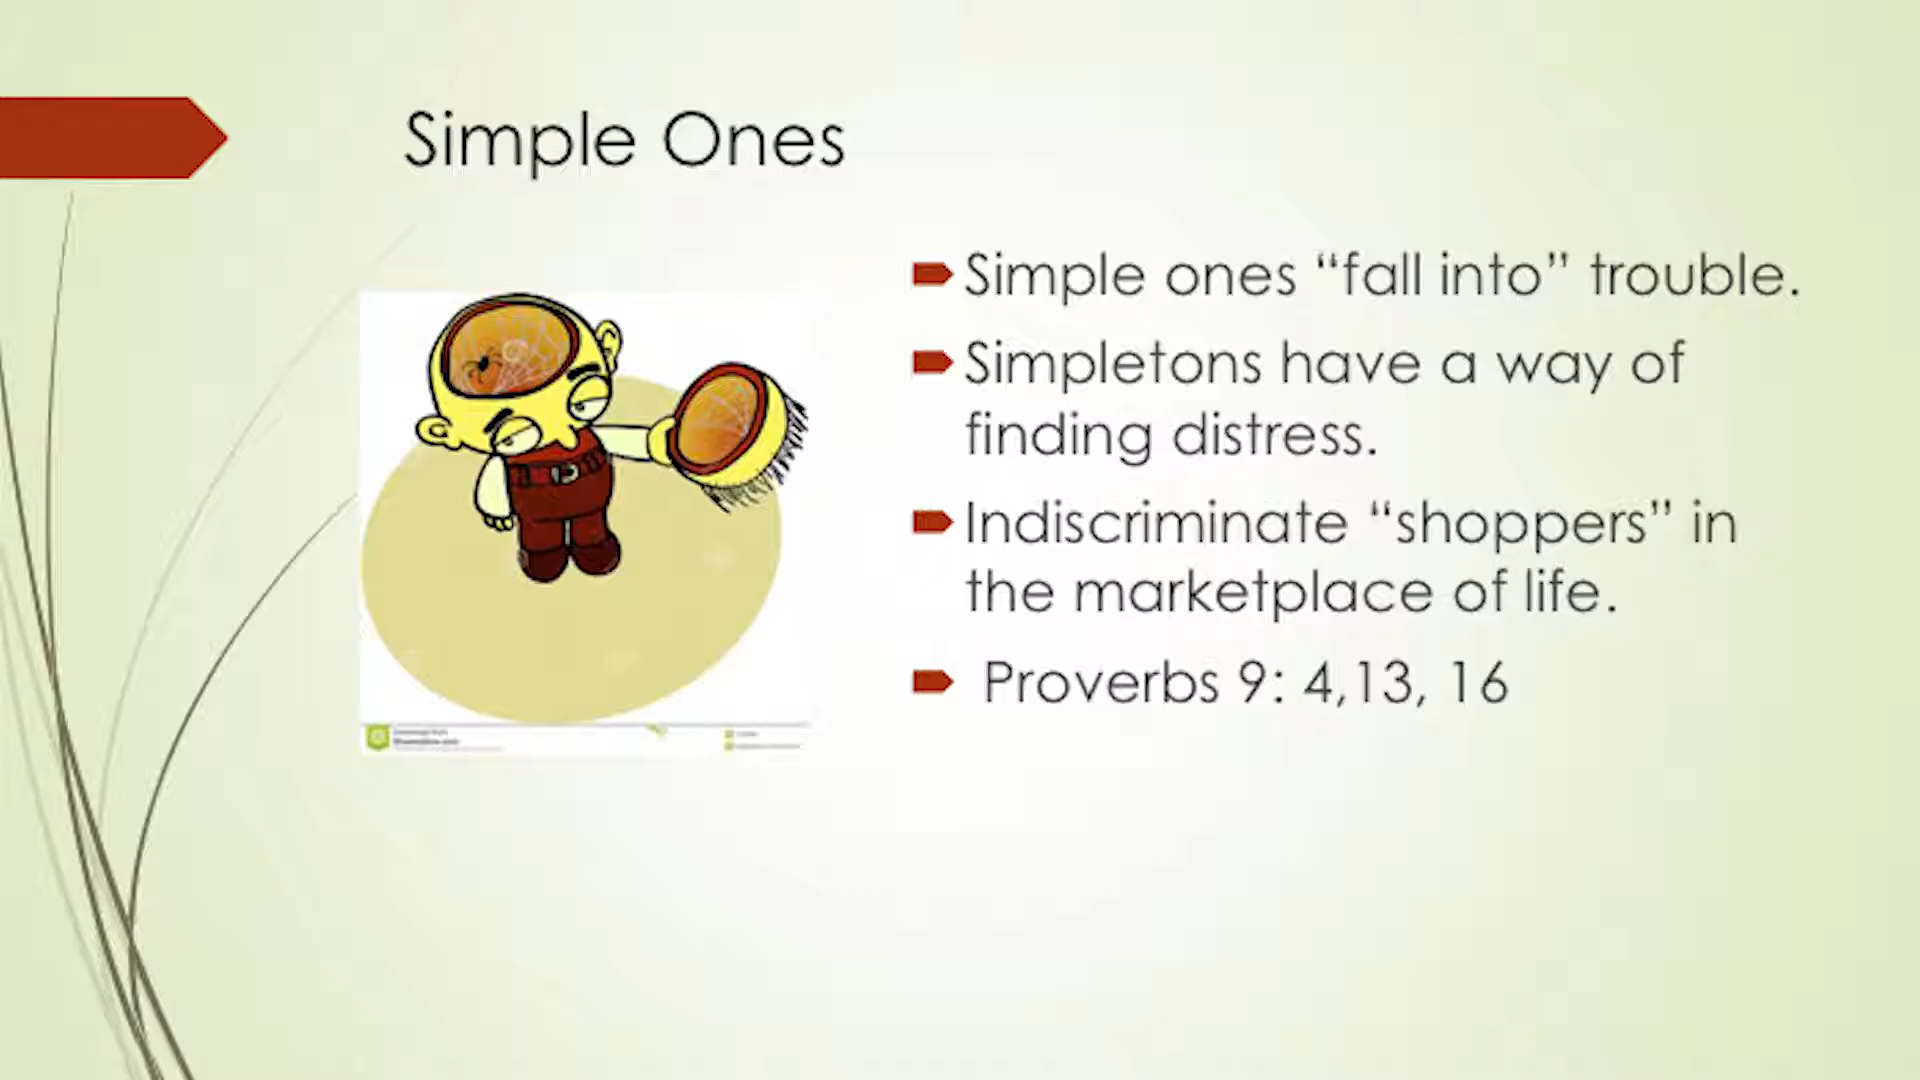 Simple Ones
Simple ones “fall into” trouble.
Simpletons have a way of
finding distress.
Indiscriminate “shoppers” in
the marketplace of life.
Proverbs 9: 4,13, 16